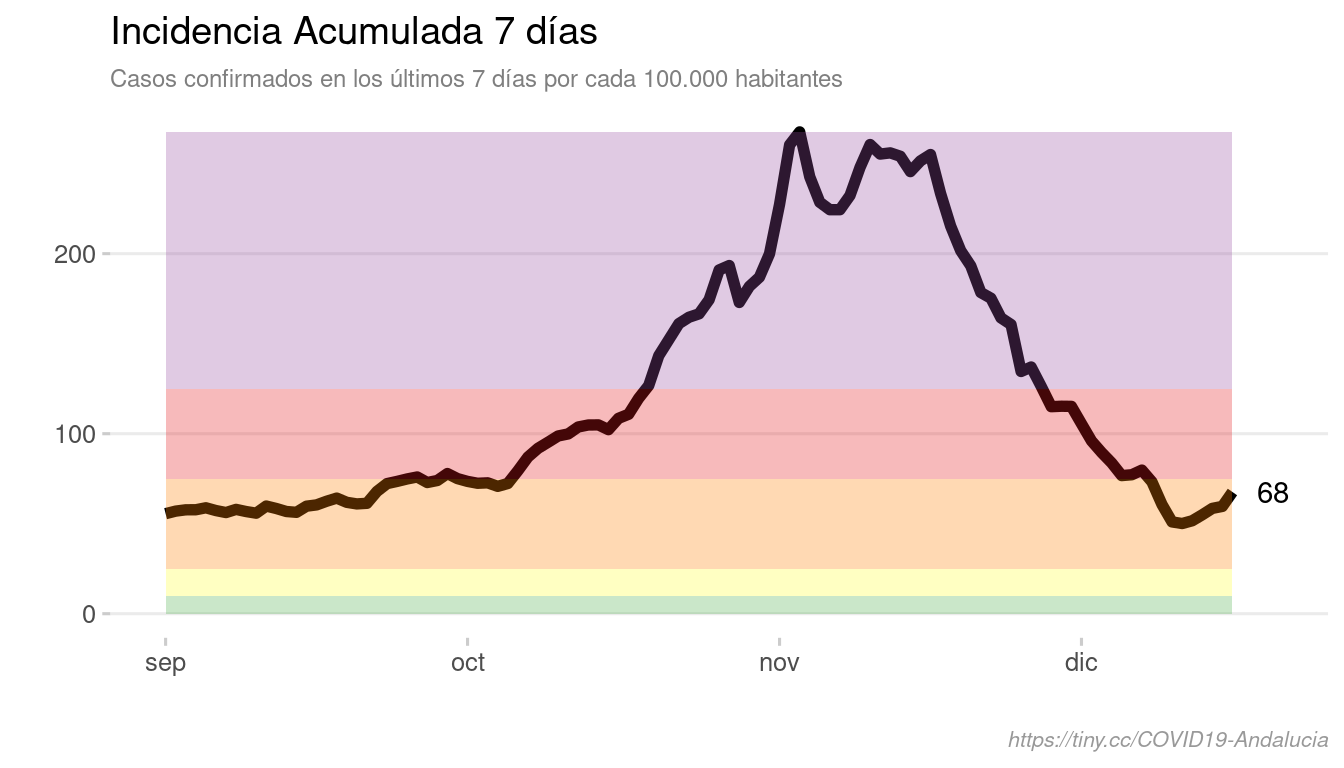 Incidencia Acumulada 7 días
Casos confirmados en los últimos 7 días por cada 100.000 habitantes
200
100
0
68
sep oct nov dic
https://tiny.cc/COVID19-Andalucia